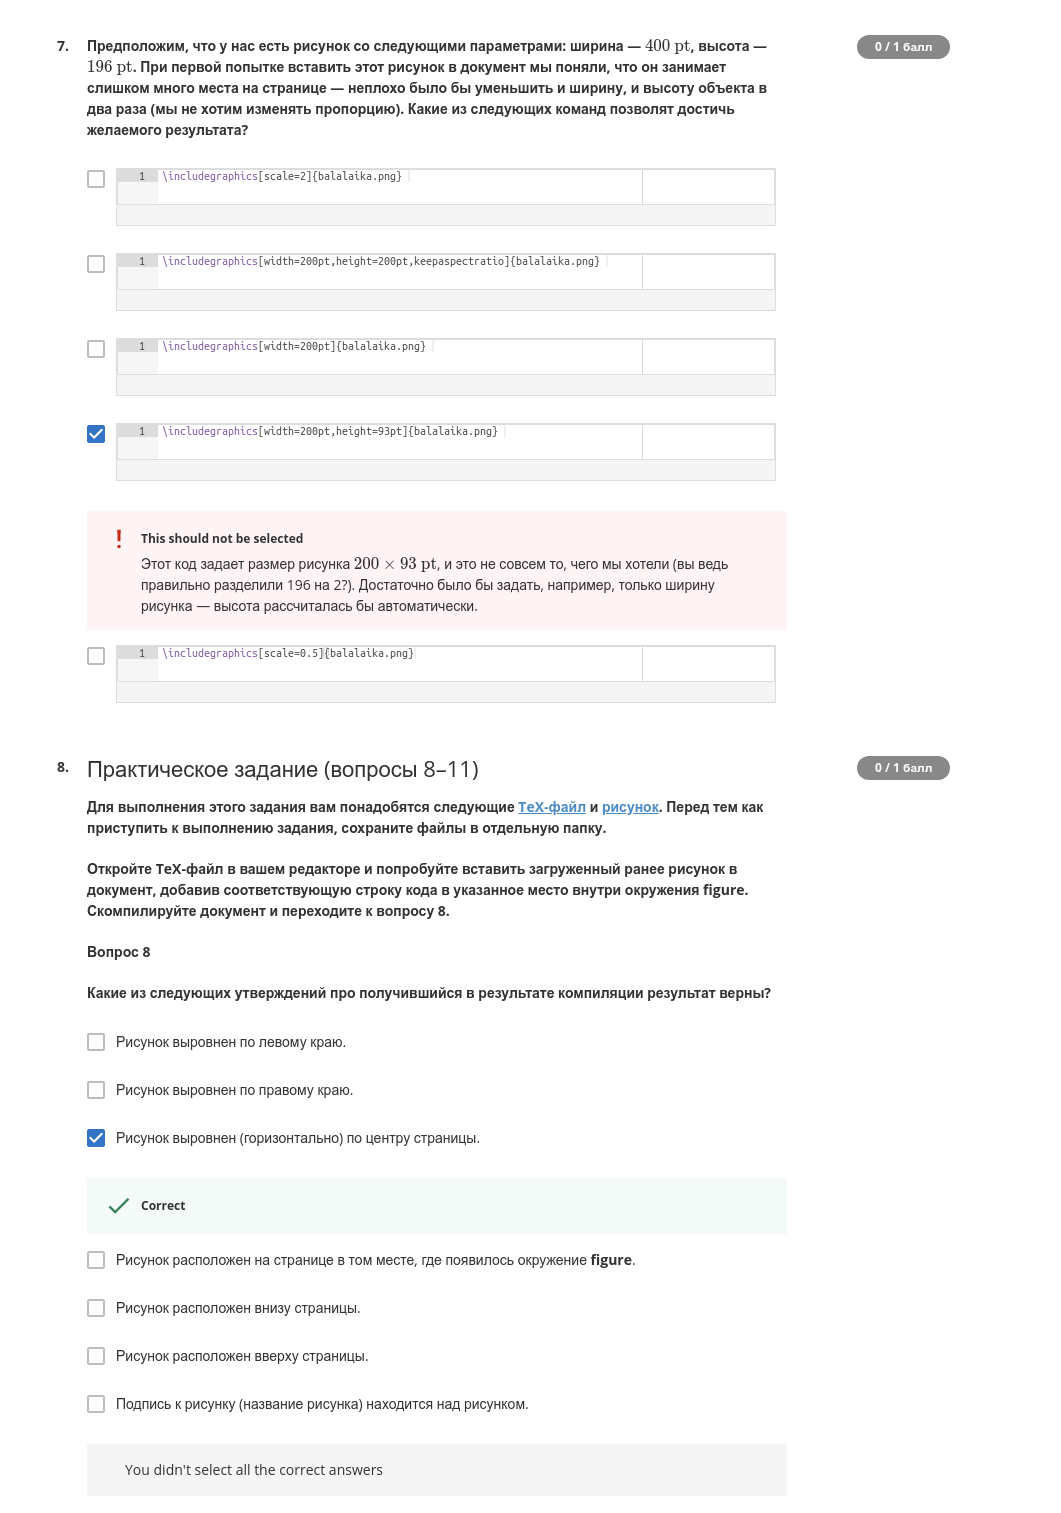 7. Предположим, что у нас есть рисунок со следующими параметрами: ширина — 400 pt, высота —
0 / 1 балл
196 pt. При первой попытке вставить этот рисунок в документ мы поняли, что он занимает
слишком много места на странице — неплохо было бы уменьшить и ширину, и высоту объекта в
два раза (мы не хотим изменять пропорцию). Какие из следующих команд позволят достичь
желаемого результата?
1 \includegraphics[scale=2]{balalaika.png}
1 \includegraphics[width=200pt,height=200pt,keepaspectratio]{balalaika.png}
1 \includegraphics[width=200pt]{balalaika.png}
1 \includegraphics[width=200pt,height=93pt]{balalaika.png}
This should not be selected
Этот код задает размер рисунка 200 × 93 pt, и это не совсем то, чего мы хотели (вы ведь
правильно разделили 196 на 2?). Достаточно было бы задать, например, только ширину
рисунка — высота рассчиталась бы автоматически.
1 \includegraphics[scale=0.5]{balalaika.png}
8. Практическое задание (вопросы 8–11)
0 / 1 балл
Для выполнения этого задания вам понадобятся следующие TeX-файл и рисунок. Перед тем как
приступить к выполнению задания, сохраните файлы в отдельную папку.
Откройте TeX-файл в вашем редакторе и попробуйте вставить загруженный ранее рисунок в
документ, добавив соответствующую строку кода в указанное место внутри окружения figure.
Скомпилируйте документ и переходите к вопросу 8.
Вопрос 8
Какие из следующих утверждений про получившийся в результате компиляции результат верны?
Рисунок выровнен по левому краю.
Рисунок выровнен по правому краю.
Рисунок выровнен (горизонтально) по центру страницы.
Correct
Рисунок расположен на странице в том месте, где появилось окружение figure.
Рисунок расположен внизу страницы.
Рисунок расположен вверху страницы.
Подпись к рисунку (название рисунка) находится над рисунком.
You didn't select all the correct answers